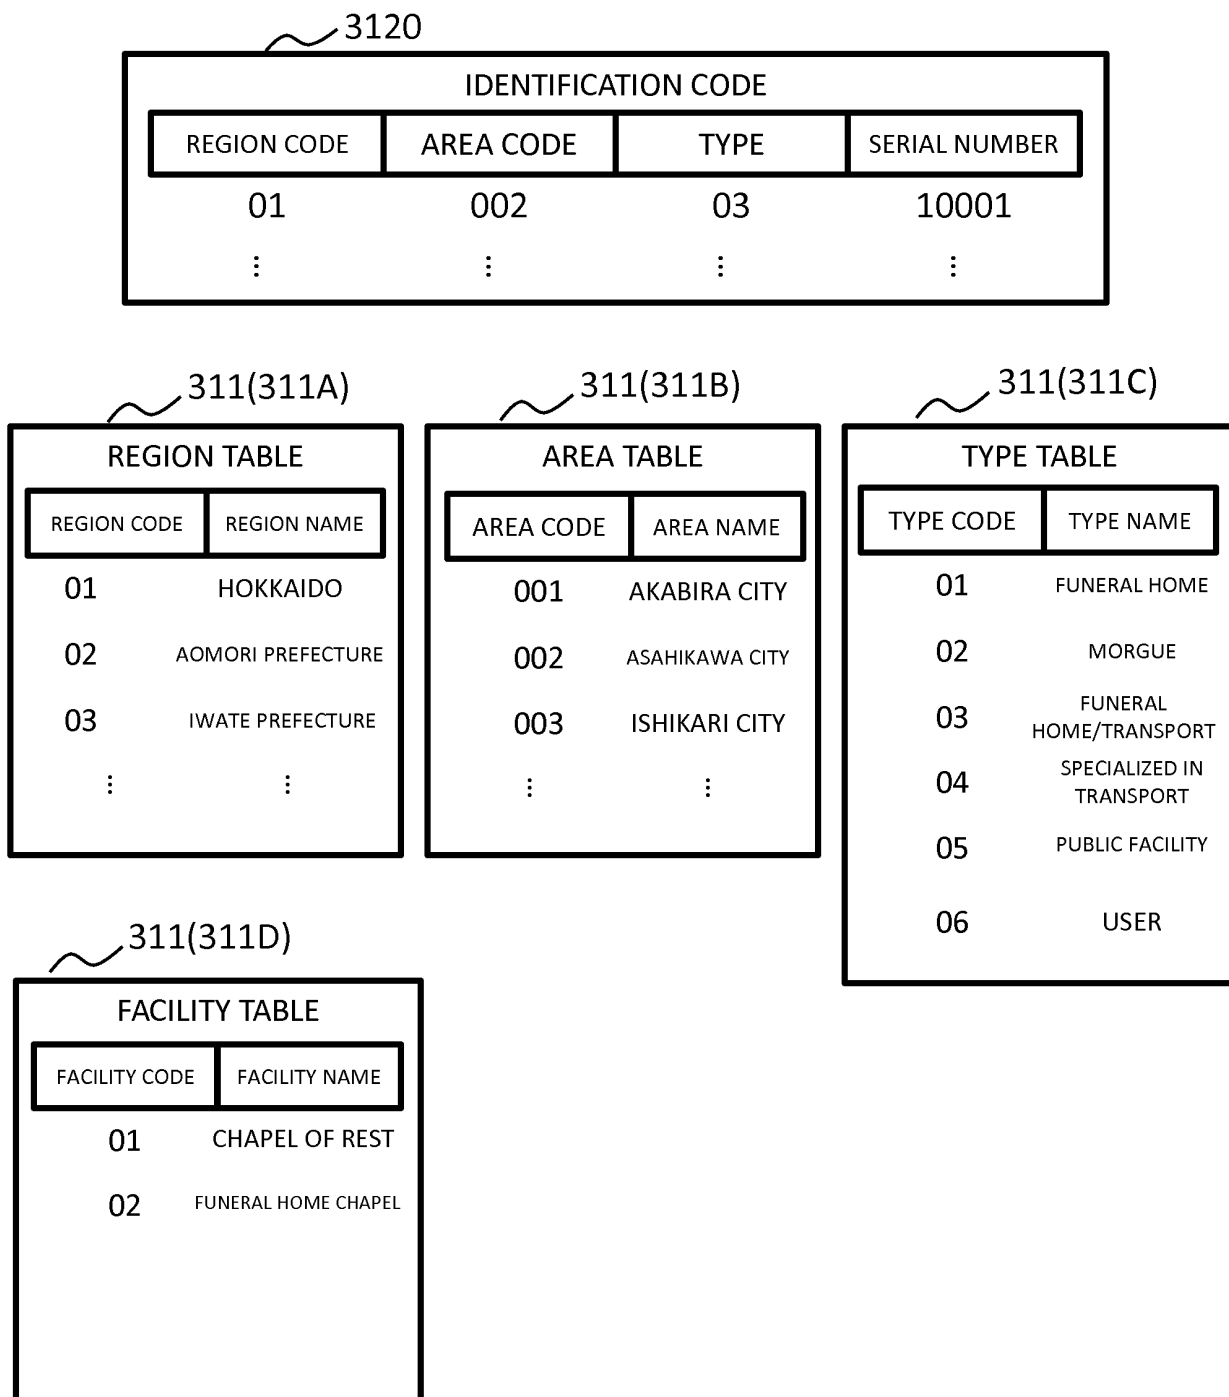 3120
IDENTIFICATION CODE
REGION CODE AREA CODE TYPE SERIAL NUMBER
01 002 03 10001
⋮ ⋮ ⋮ ⋮
311(311A)
REGION TABLE
REGION CODE REGION NAME
01 HOKKAIDO
02 AOMORI PREFECTURE
03 IWATE PREFECTURE
⋮ ⋮
311(311B)
AREA TABLE
AREA CODE AREA NAME
001 AKABIRA CITY
002 ASAHIKAWA CITY
003 ISHIKARI CITY
⋮ ⋮
311(311C)
TYPE TABLE
TYPE CODE TYPE NAME
01 FUNERAL HOME
02 MORGUE
03 FUNERAL
HOME/TRANSPORT
04 SPECIALIZED IN
TRANSPORT
05 PUBLIC FACILITY
06 USER
311(311D)
FACILITY TABLE
FACILITY CODE FACILITY NAME
01 CHAPEL OF REST
02 FUNERAL HOME CHAPEL